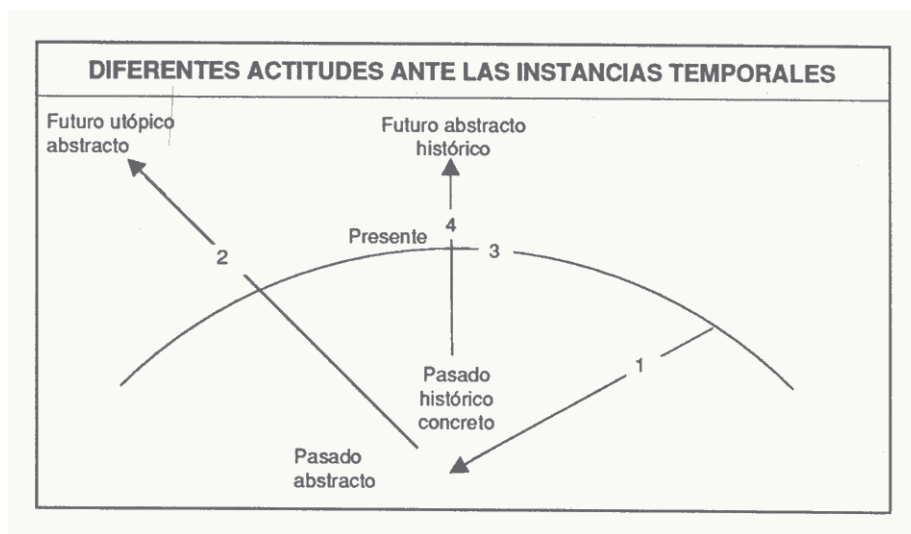 DIFERENTES ACTITUDES ANTE LAS INSTANCIAS TEMPORALES
Futuro utópico
abstracto
Futuro abstracto
histórico
4
Presente
3
2
1
Pasado
histórico
concreto
Pasado
abstracto